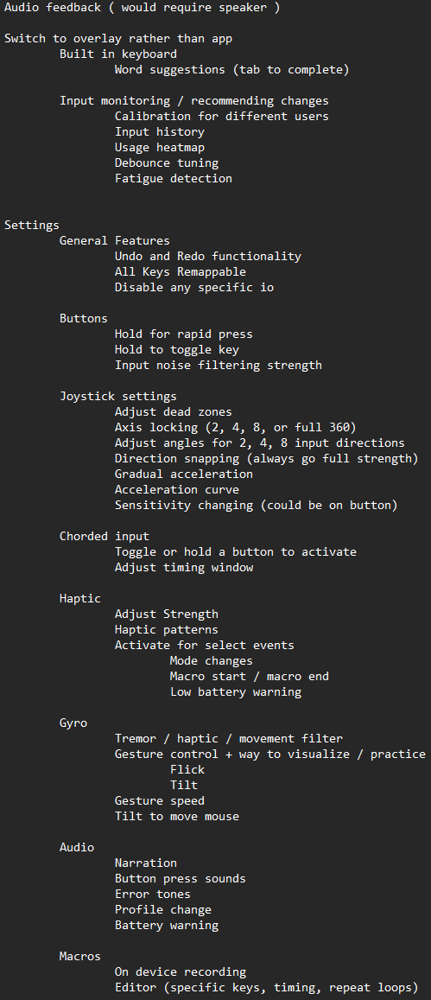 Audio feedback ( would require speaker )
Switch to overlay rather than app
Built in keyboard
Word suggestions (tab to complete)
Input monitoring / recommending changes
Calibration for different users
Input history
Usage heatmap
Debounce tuning
Fatigue detection
Settings
General Features
Undo and Redo functionality
All Keys Remappable
Disable any specific io
Buttons
Hold for rapid press
Hold to toggle key
Input noise filtering strength
Joystick settings
Adjust dead zones
Axis locking (2, 4, 8, or full 360)
Adjust angles for 2, 4, 8 input directions
Direction snapping (always go full strength)
Gradual acceleration
Acceleration curve
Sensitivity changing (could be on button)
Chorded input
Toggle or hold a button to activate
Adjust timing window
Haptic
Adjust Strength
Haptic patterns
Activate for select events
Mode changes
Macro start / macro end
Low battery warning
Gyro
Tremor / haptic / movement filter
Gesture control + way to visualize / practice
Flick
Tilt
Gesture speed
Tilt to move mouse
Audio
Narration
Button press sounds
Error tones
Profile change
Battery warning
Macros
On device recording
Editor (specific keys, timing, repeat loops)